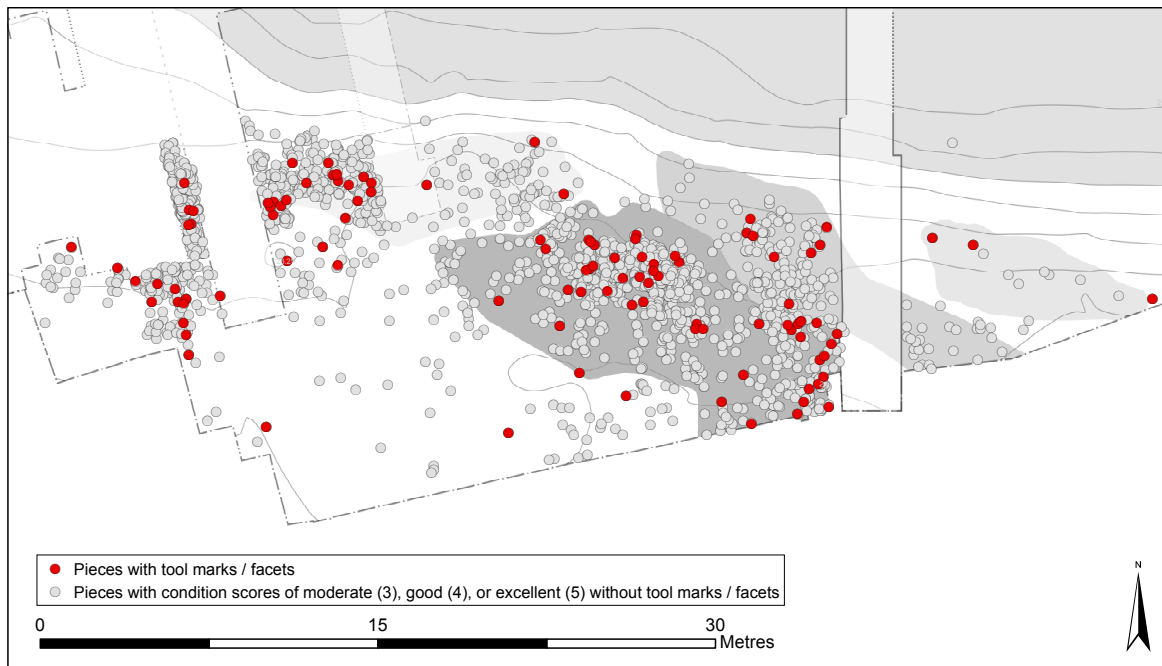 Pieces with tool marks / facets
Pieces with condition scores of moderate (3), good (4), or excellent (5) without tool marks / facets
0 15 30
Metres
N